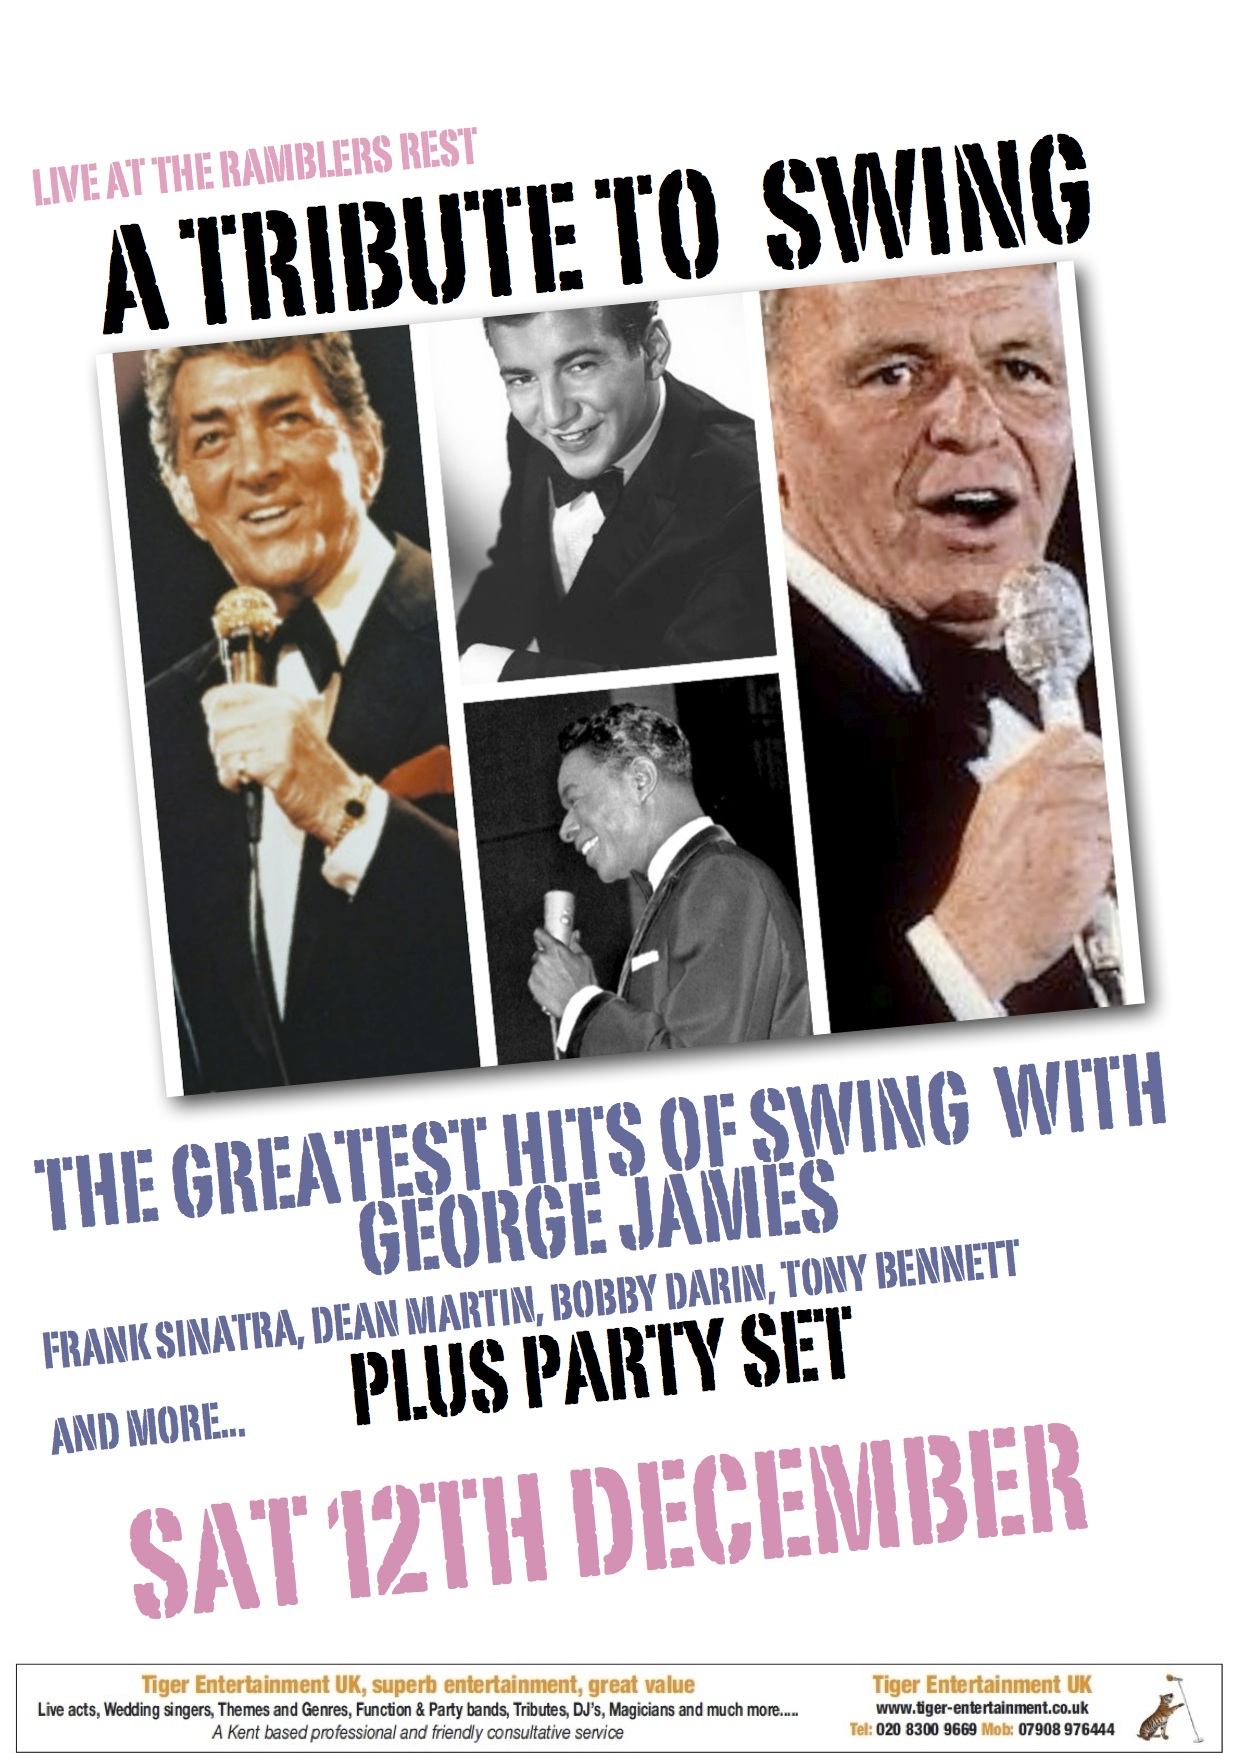 LIVE AT THE RAMBLERS REST
A TRIBUTE TO SWING
THE GREATEST HITS OF SWING WITH
GEORGE JAMES
FRANK SINATRA, DEAN MARTIN, BOBBY DARIN, TONY BENNETT
PLUS PARTY SET
AND MORE...
SAT 12TH DECEMBER
Tiger Entertainment UK, superb entertainment, great value
Live acts, Wedding singers, Themes and Genres, Function & Party bands, Tributes, DJ's, Magicians and much more.....
A Kent based professional and friendly consultative service
Tiger Entertainment UK
www.tiger-entertainment.co.uk
Tel: 020 8300 9669 Mob: 07908 976444